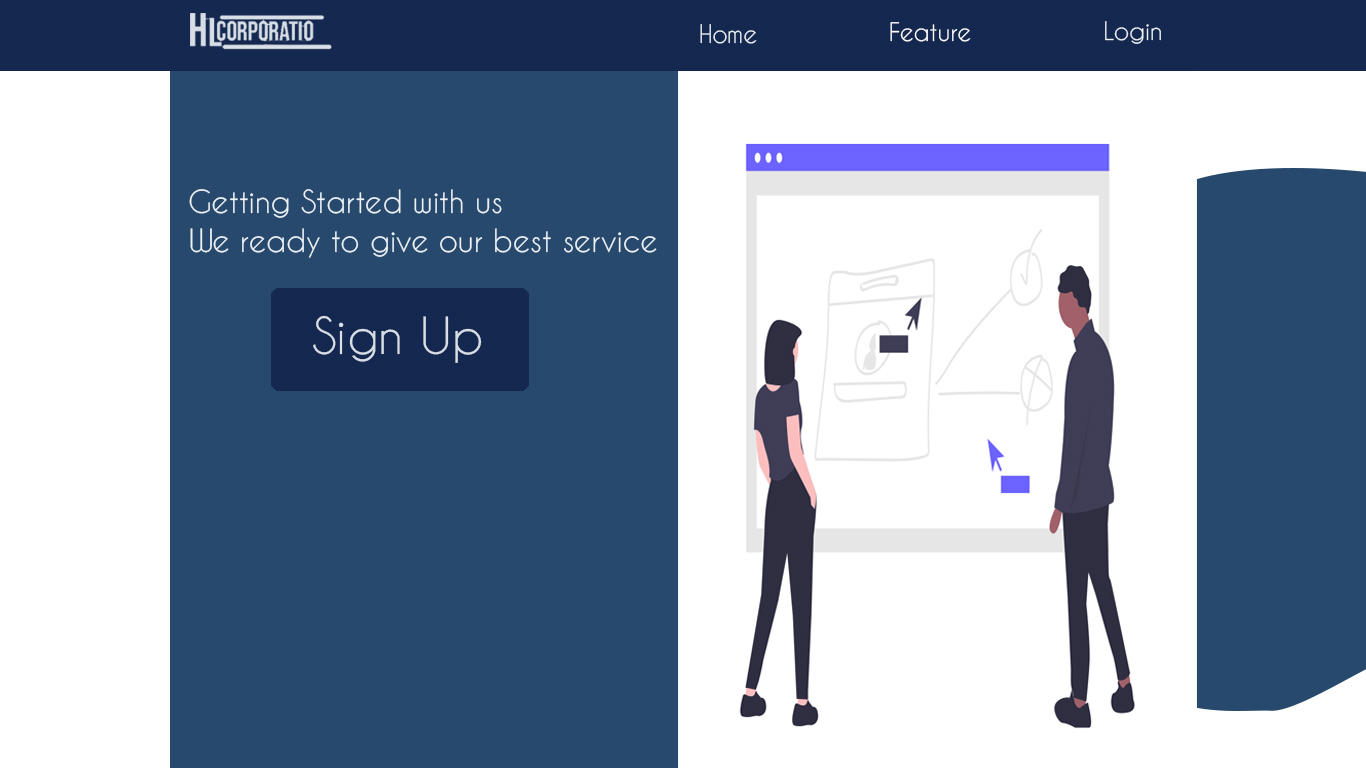 HLCORPORATIO
Home
Feature
Login
Getting Started with us
We ready to give our best service
Sign Up